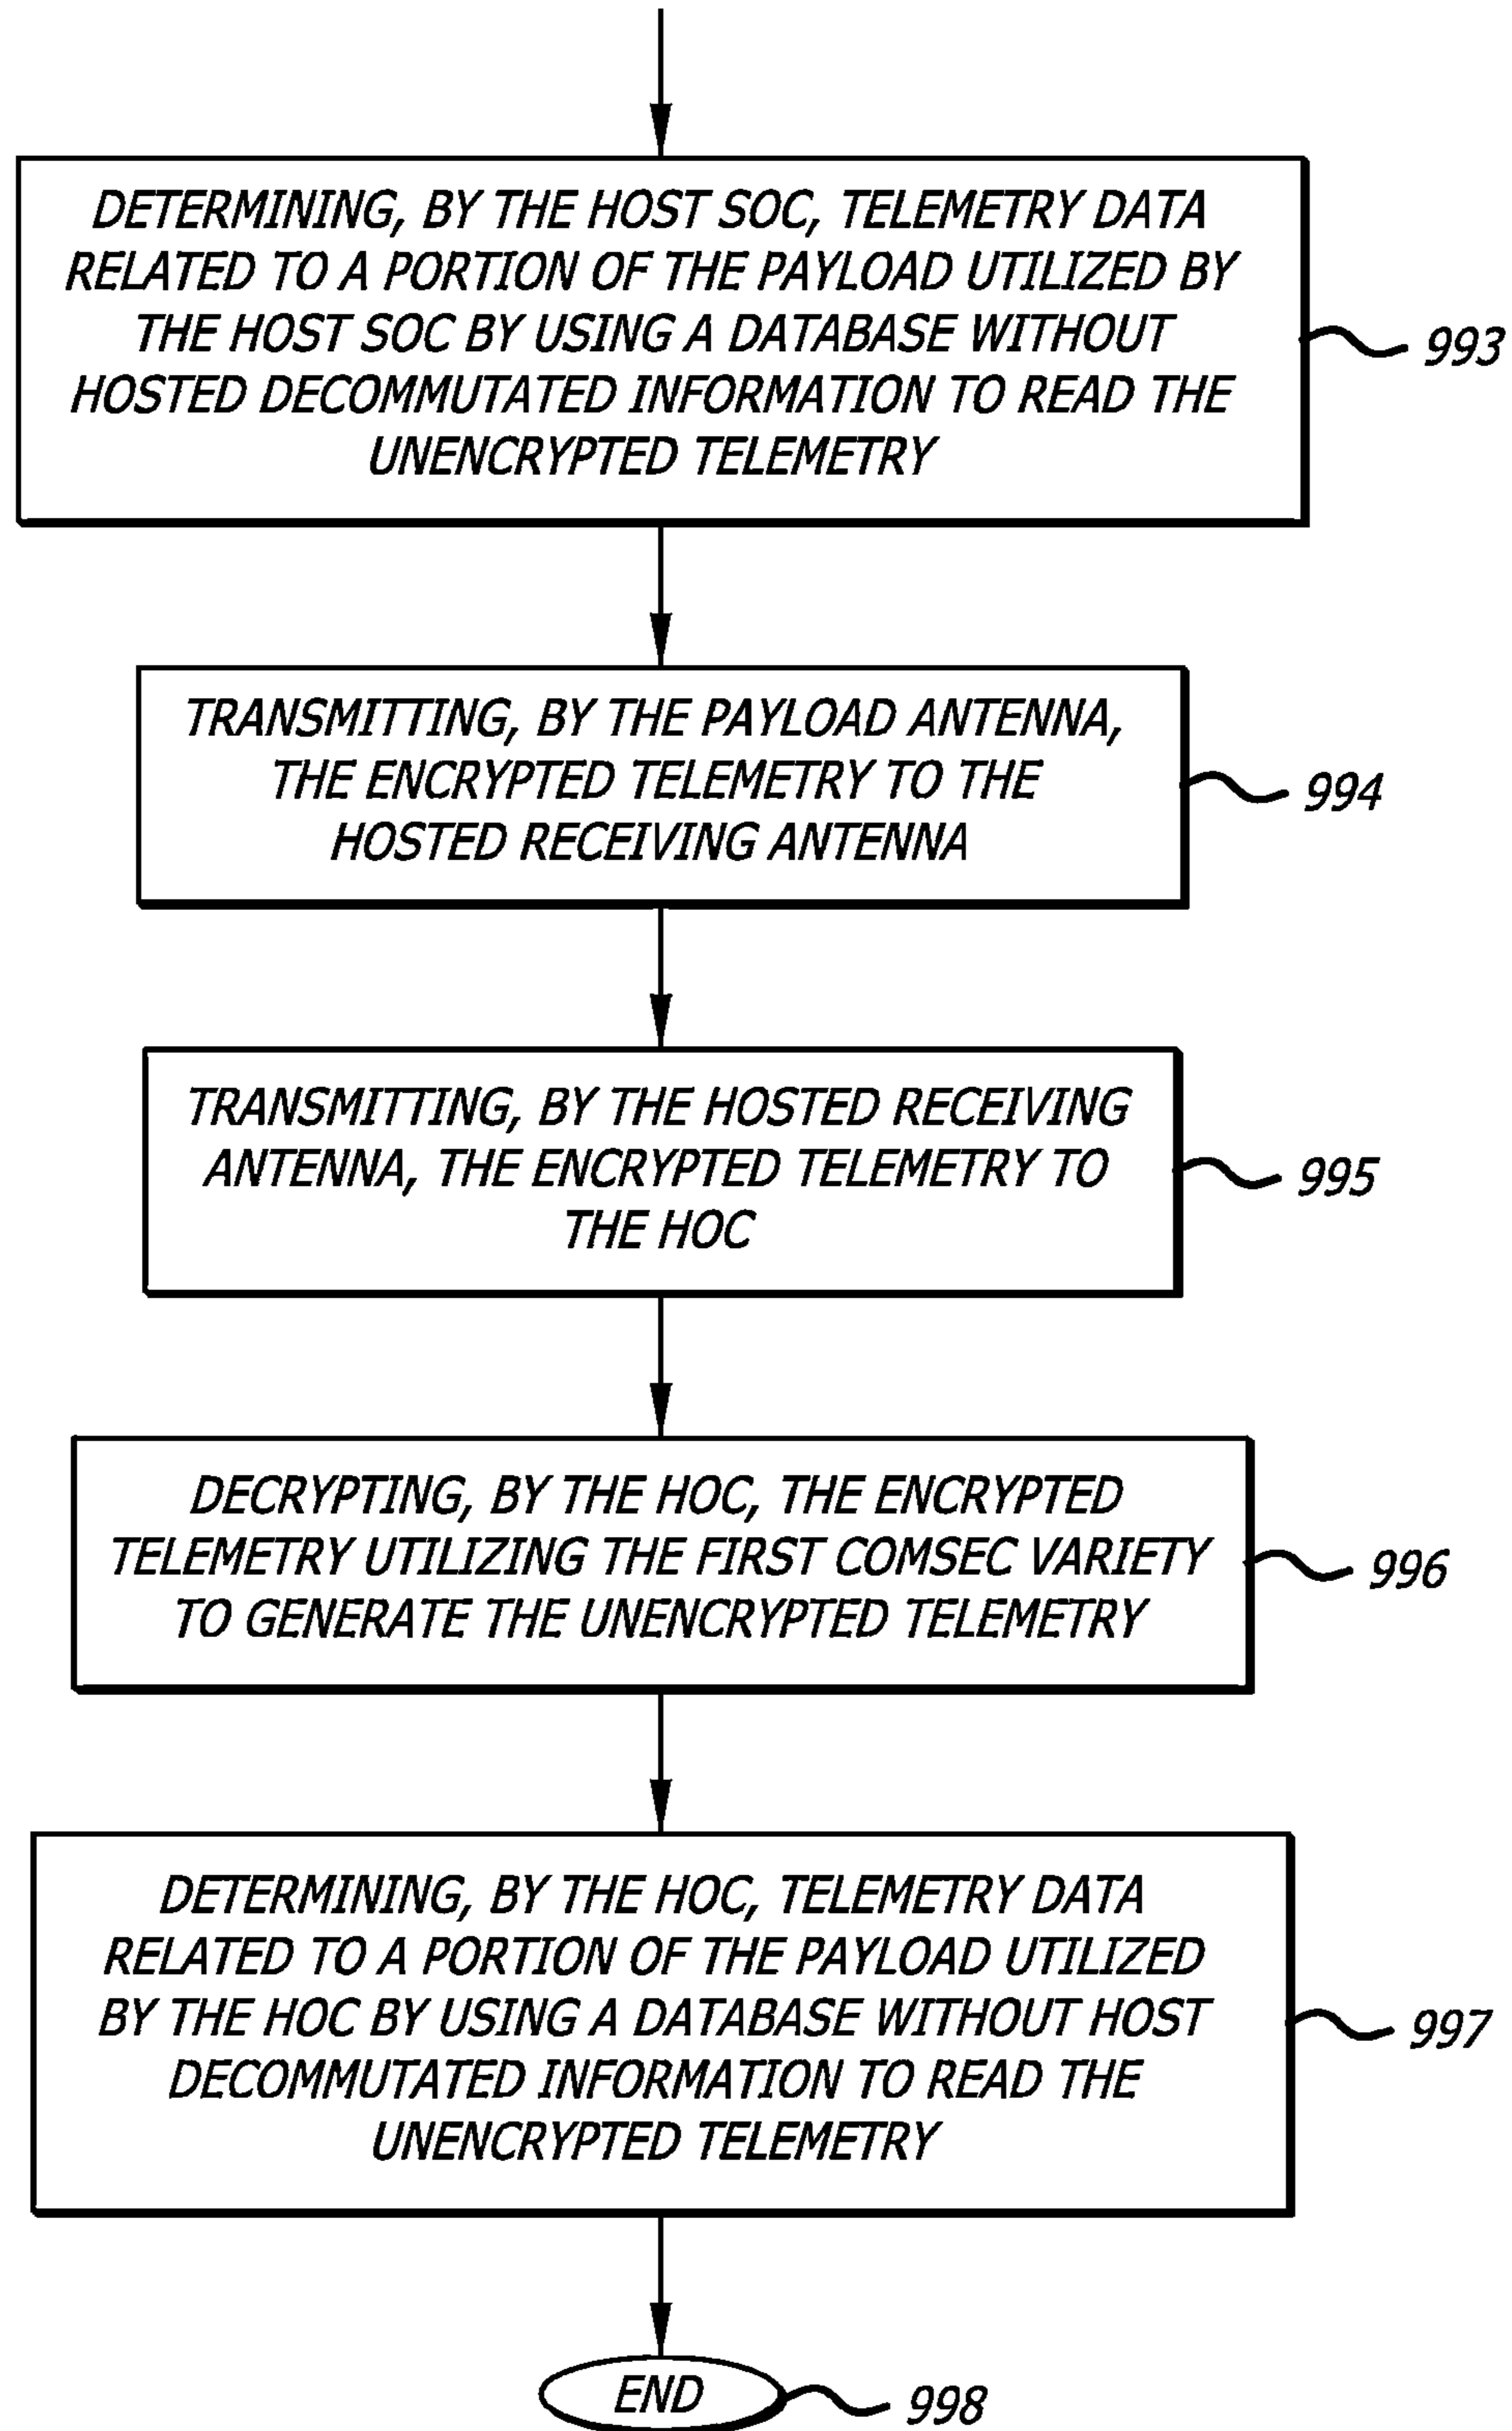 DETERMINING, BY THE HOST SOC, TELEMETRY DATA
RELATED TO A PORTION OF THE PAYLOAD UTILIZED BY
THE HOST SOC BY USING A DATABASE WITHOUT
HOSTED DECOMMUTATED INFORMATION TO READ THE
UNENCRYPTED TELEMETRY
993
TRANSMITTING, BY THE PAYLOAD ANTENNA,
THE ENCRYPTED TELEMETRY TO THE
HOSTED RECEIVING ANTENNA
994
TRANSMITTING, BY THE HOSTED RECEIVING
ANTENNA, THE ENCRYPTED TELEMETRY TO
THE HOC
995
DECRYPTING, BY THE HOC, THE ENCRYPTED
TELEMETRY UTILIZING THE FIRST COMSEC VARIETY
TO GENERATE THE UNENCRYPTED TELEMETRY
996
DETERMINING, BY THE HOC, TELEMETRY DATA
RELATED TO A PORTION OF THE PAYLOAD UTILIZED
BY THE HOC BY USING A DATABASE WITHOUT HOST
DECOMMUTATED INFORMATION TO READ THE
UNENCRYPTED TELEMETRY
997
END
998